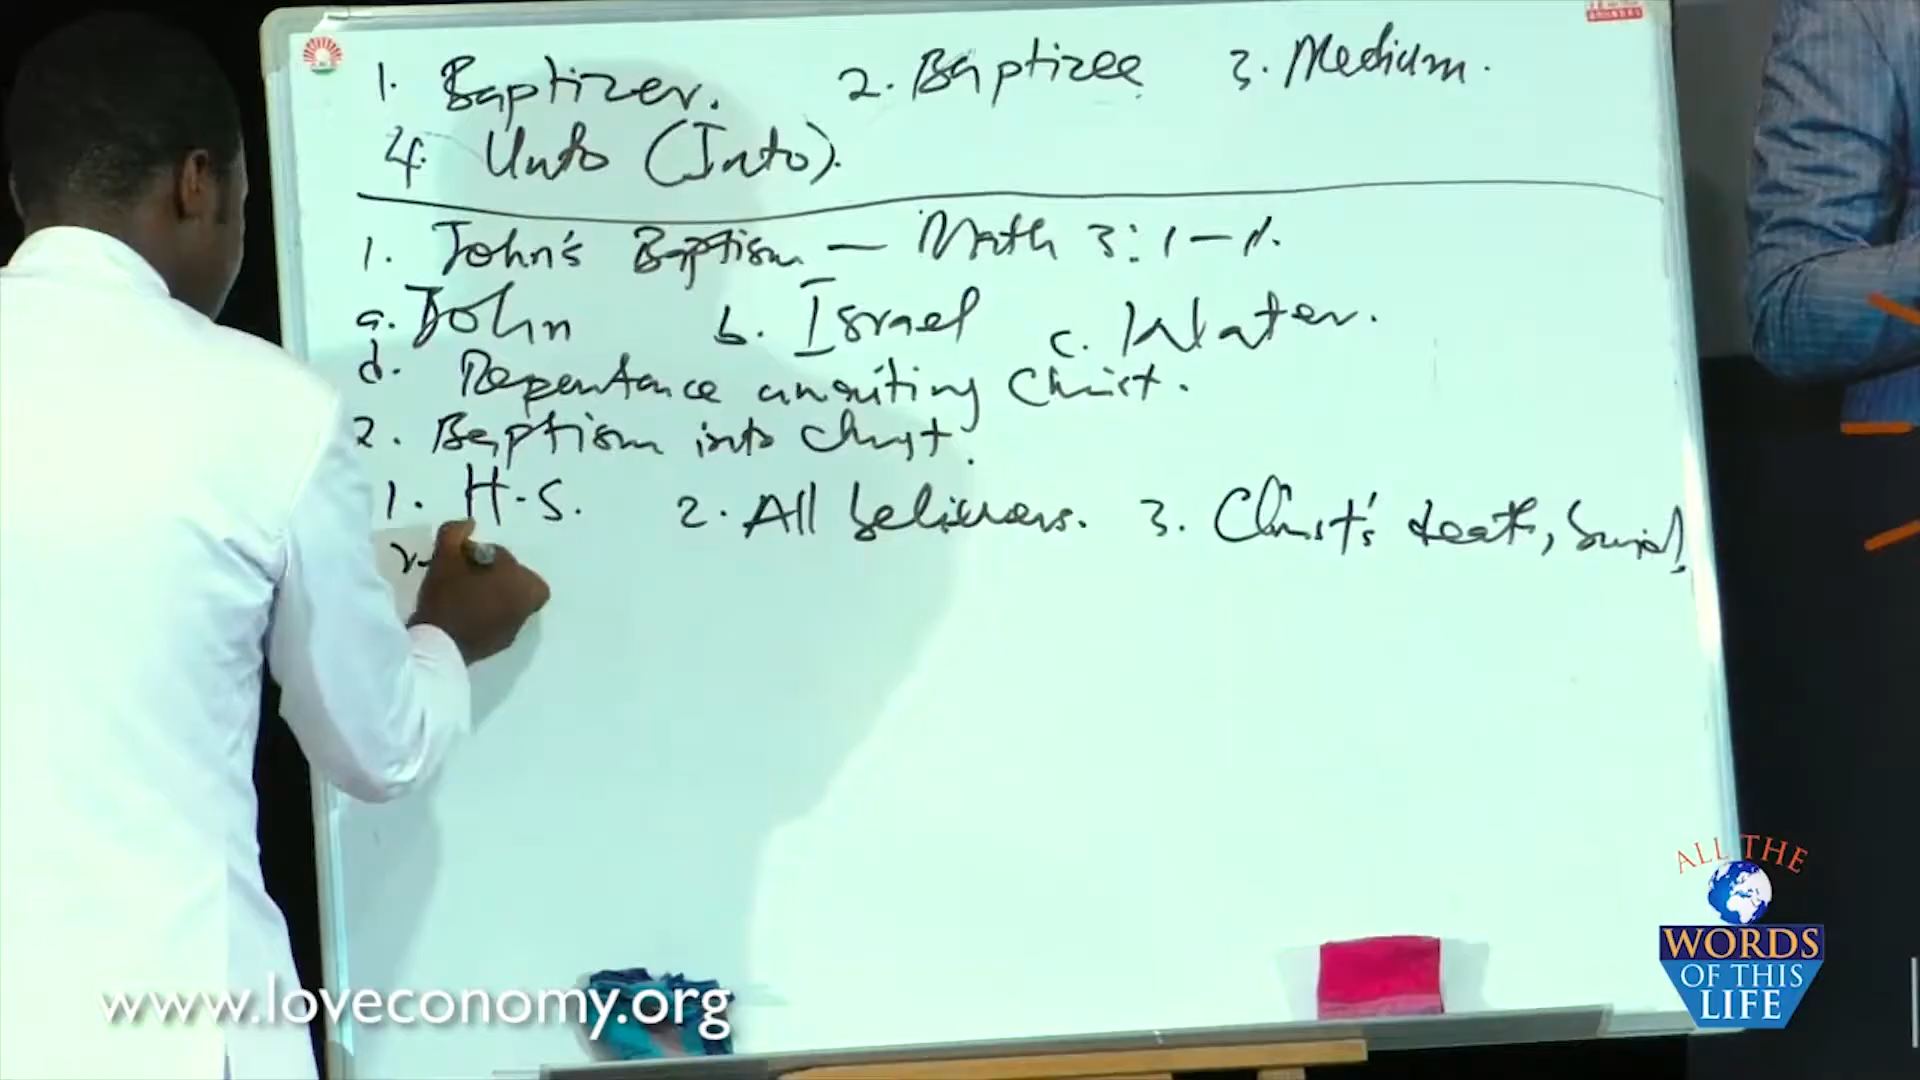 1. Baptizer. 2. Baptizee 3. Medium.
4. Unto (Into).
1. John's Baptism — Math 3:1-11.
a. John b. Israel c. Water.
d. Repentance awaiting Christ.
2. Baptism into Christ.
1. H.S. 2. All believers. 3. Christ's death, burial,
ALL THE
WORDS
OF THIS
LIFE
www.loveconomy.org